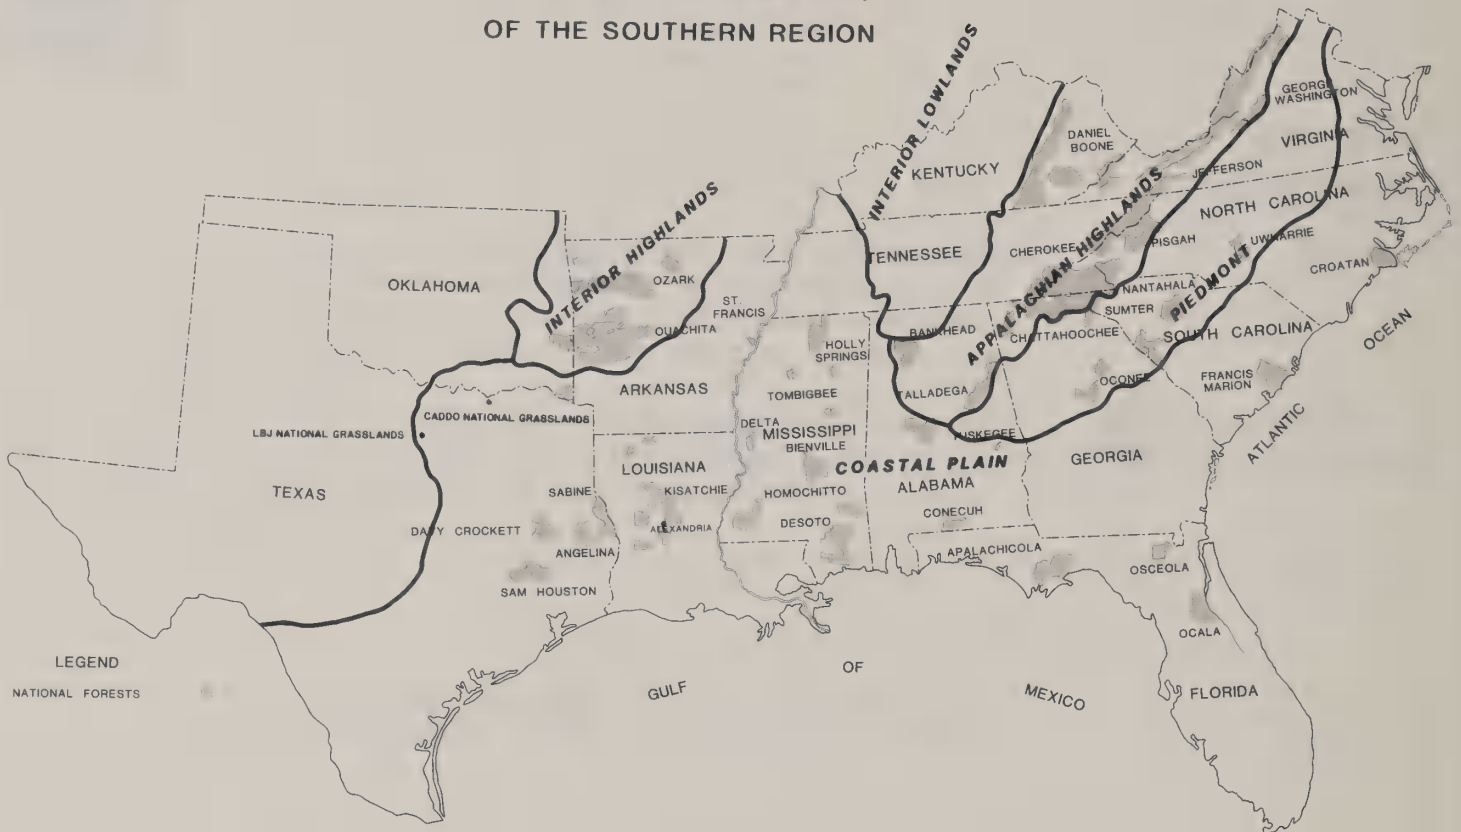 OF THE SOUTHERN REGION
INTERIOR LOWLANDS
GEORGE
WASHINGTON
DANIEL
BOONE
VIRGINIA
KENTUCKY
JEFFERSON
INTERIOR HIGHLANDS
APPALACHIAN HIGHLANDS
NORTH CAROLINA
TENNESSEE
CHEROKEE
PISGAH
UWHARRIE
CROATAN
OKLAHOMA
OZARK
NANTAHALA
PIEDMONT
ST.
FRANCIS
SUMTER
OUACHITA
BANKHEAD
CHATTAHOOCHEE
SOUTH CAROLINA
OCEAN
HOLLY
SPRINGS
ARKANSAS
TOMBIGBEE
TALLADEGA
OCONEE
FRANCIS
MARION
CADDO NATIONAL GRASSLANDS
LBJ NATIONAL GRASSLANDS
DELTA
MISSISSIPPI
BIENVILLE
TUSKEGEE
ATLANTIC
LOUISIANA
COASTAL PLAIN
GEORGIA
TEXAS
SABINE
KISATCHIE
HOMOCHITTO
ALABAMA
DAVY CROCKETT
ALEXANDRIA
DESOTO
CONECUH
ANGELINA
APALACHICOLA
OSCEOLA
SAM HOUSTON
OCALA
LEGEND
NATIONAL FORESTS
GULF
OF
MEXICO
FLORIDA